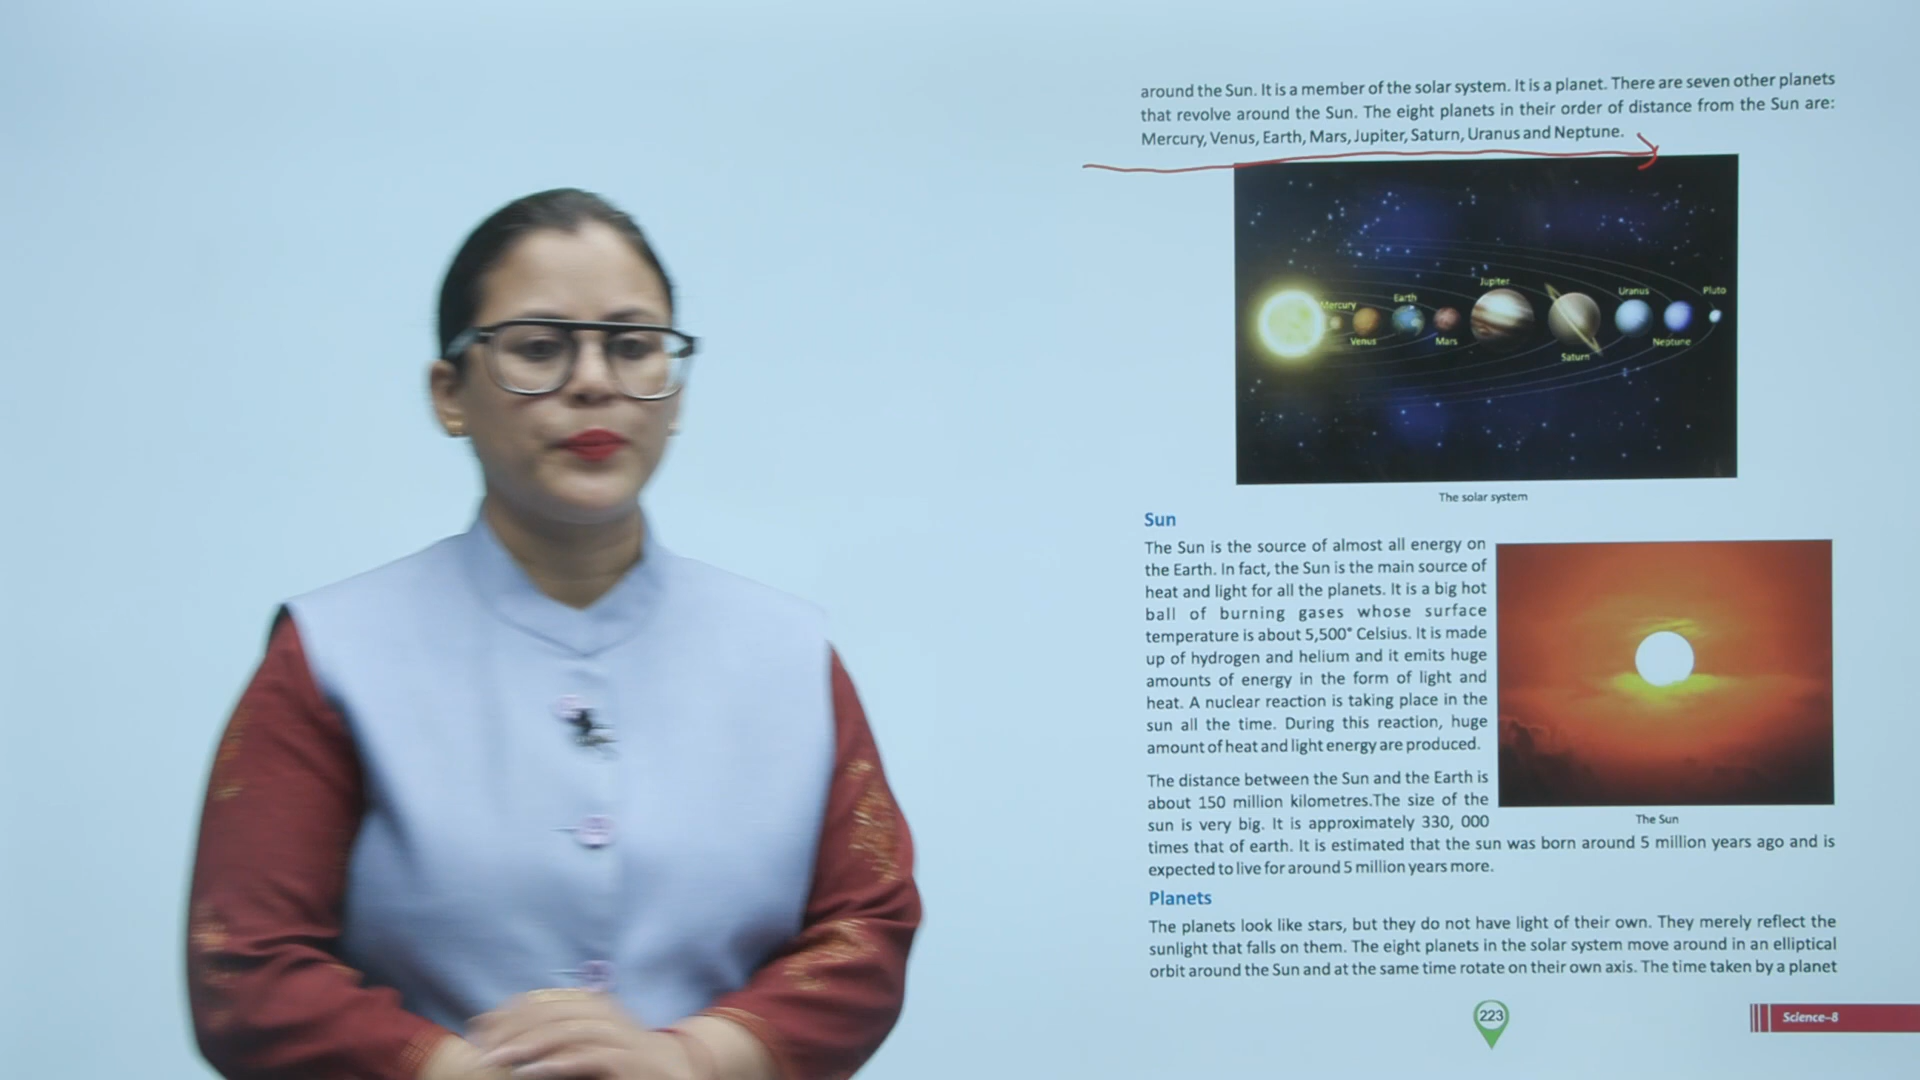 around the Sun. It is a member of the solar system. It is a planet. There are seven other planets
that revolve around the Sun. The eight planets in their order of distance from the Sun are:
Mercury, Venus, Earth, Mars, Jupiter, Saturn, Uranus and Neptune.
Mercury
Venus
Earth
Mars
Jupiter
Saturn
Uranus
Neptune
Pluto
The solar system
Sun
The Sun is the source of almost all energy on
the Earth. In fact, the Sun is the main source of
heat and light for all the planets. It is a big hot
ball of burning gases whose surface
temperature is about 5,500° Celsius. It is made
up of hydrogen and helium and it emits huge
amounts of energy in the form of light and
heat. A nuclear reaction is taking place in the
sun all the time. During this reaction, huge
amount of heat and light energy are produced.
The distance between the Sun and the Earth is
about 150 million kilometres.The size of the
sun is very big. It is approximately 330, 000
times that of earth. It is estimated that the sun was born around 5 million years ago and is
expected to live for around 5 million years more.
The Sun
Planets
The planets look like stars, but they do not have light of their own. They merely reflect the
sunlight that falls on them. The eight planets in the solar system move around in an elliptical
orbit around the Sun and at the same time rotate on their own axis. The time taken by a planet
223
Science–8